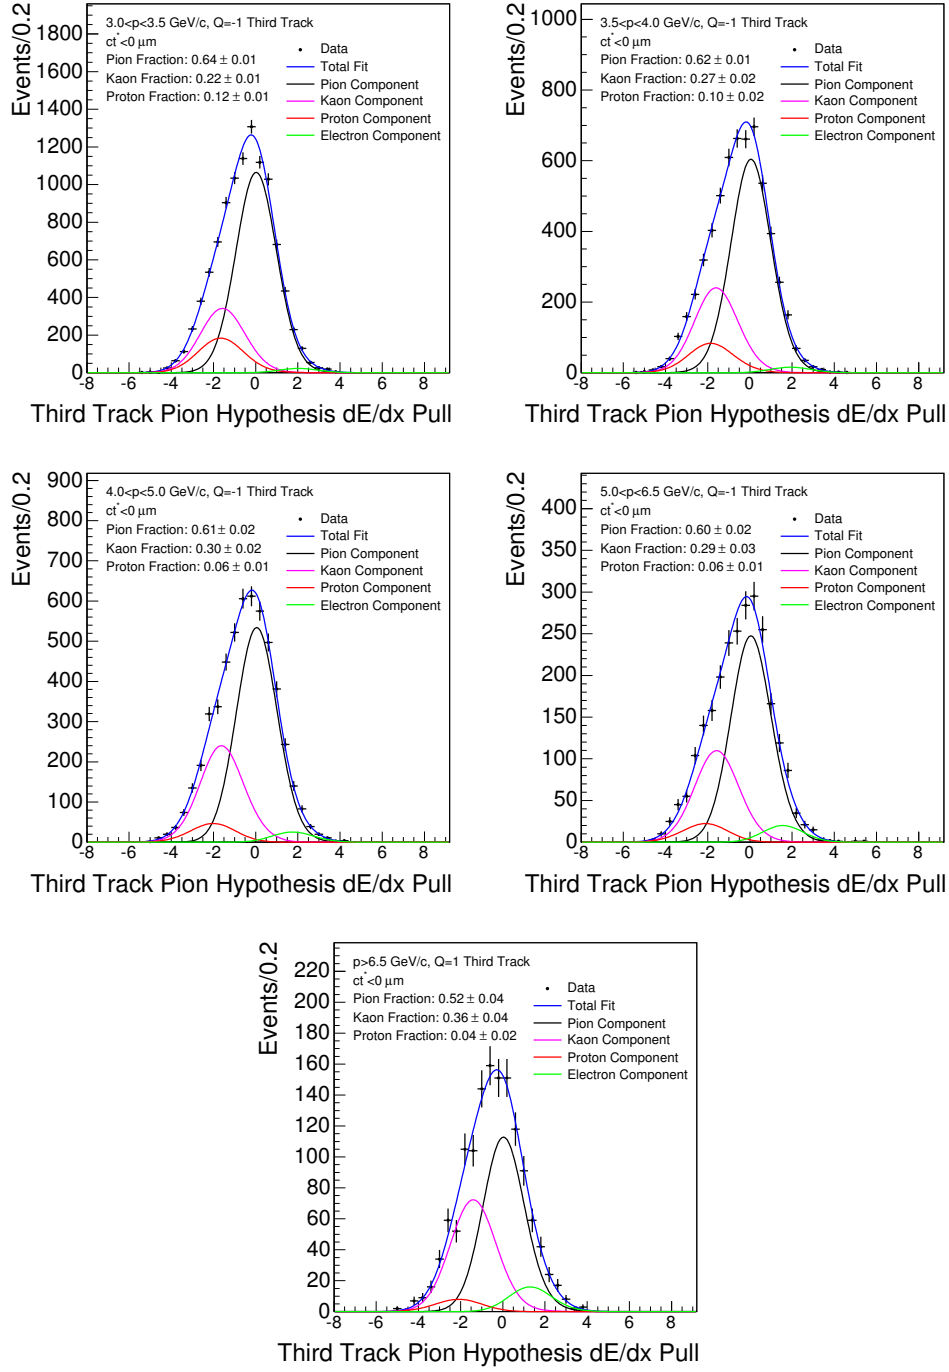 3.0<p<3.5 GeV/c, Q=-1 Third Track
ct*<0 μm
Pion Fraction: 0.64 ± 0.01
Kaon Fraction: 0.22 ± 0.01
Proton Fraction: 0.12 ± 0.01
Data
Total Fit
Pion Component
Kaon Component
Proton Component
Electron Component
Events/0.2
1800
1600
1400
1200
1000
800
600
400
200
0
-8 -6 -4 -2 0 2 4 6 8
Third Track Pion Hypothesis dE/dx Pull
3.5<p<4.0 GeV/c, Q=-1 Third Track
ct*<0 μm
Pion Fraction: 0.62 ± 0.01
Kaon Fraction: 0.27 ± 0.02
Proton Fraction: 0.10 ± 0.02
Data
Total Fit
Pion Component
Kaon Component
Proton Component
Electron Component
Events/0.2
1000
800
600
400
200
0
-8 -6 -4 -2 0 2 4 6 8
Third Track Pion Hypothesis dE/dx Pull
4.0<p<5.0 GeV/c, Q=-1 Third Track
ct*<0 μm
Pion Fraction: 0.61 ± 0.02
Kaon Fraction: 0.30 ± 0.02
Proton Fraction: 0.06 ± 0.01
Data
Total Fit
Pion Component
Kaon Component
Proton Component
Electron Component
Events/0.2
900
800
700
600
500
400
300
200
100
0
-8 -6 -4 -2 0 2 4 6 8
Third Track Pion Hypothesis dE/dx Pull
5.0<p<6.5 GeV/c, Q=-1 Third Track
ct*<0 μm
Pion Fraction: 0.60 ± 0.02
Kaon Fraction: 0.29 ± 0.03
Proton Fraction: 0.06 ± 0.01
Data
Total Fit
Pion Component
Kaon Component
Proton Component
Electron Component
Events/0.2
400
350
300
250
200
150
100
50
0
-8 -6 -4 -2 0 2 4 6 8
Third Track Pion Hypothesis dE/dx Pull
p>6.5 GeV/c, Q=1 Third Track
ct*<0 μm
Pion Fraction: 0.52 ± 0.04
Kaon Fraction: 0.36 ± 0.04
Proton Fraction: 0.04 ± 0.02
Data
Total Fit
Pion Component
Kaon Component
Proton Component
Electron Component
Events/0.2
220
200
180
160
140
120
100
80
60
40
20
0
-8 -6 -4 -2 0 2 4 6 8
Third Track Pion Hypothesis dE/dx Pull